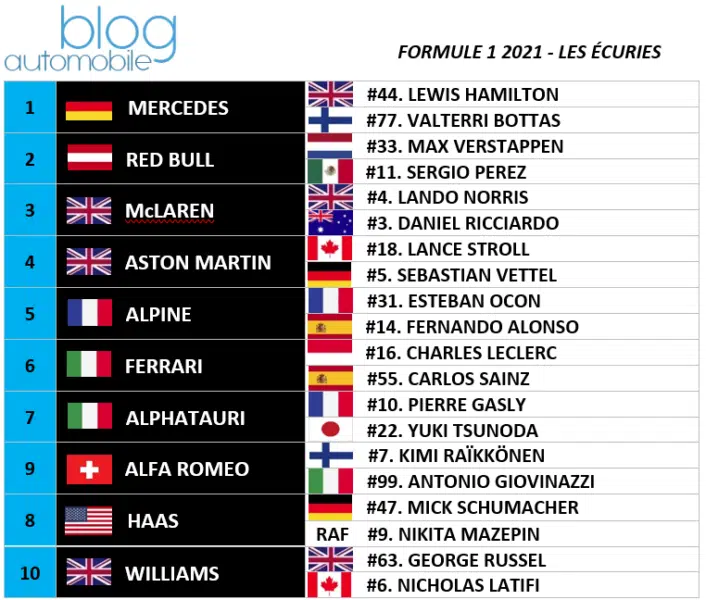 blog
automobile
FORMULE 1 2021 - LES ÉCURIES
1 MERCEDES #44. LEWIS HAMILTON
#77. VALTERRI BOTTAS
2 RED BULL #33. MAX VERSTAPPEN
#11. SERGIO PEREZ
3 McLAREN #4. LANDO NORRIS
#3. DANIEL RICCIARDO
4 ASTON MARTIN #18. LANCE STROLL
#5. SEBASTIAN VETTEL
5 ALPINE #31. ESTEBAN OCON
#14. FERNANDO ALONSO
6 FERRARI #16. CHARLES LECLERC
#55. CARLOS SAINZ
7 ALPHATAURI #10. PIERRE GASLY
#22. YUKI TSUNODA
9 ALFA ROMEO #7. KIMI RAÏKKÖNEN
#99. ANTONIO GIOVINAZZI
8 HAAS #47. MICK SCHUMACHER
RAF #9. NIKITA MAZEPIN
10 WILLIAMS #63. GEORGE RUSSEL
#6. NICHOLAS LATIFI